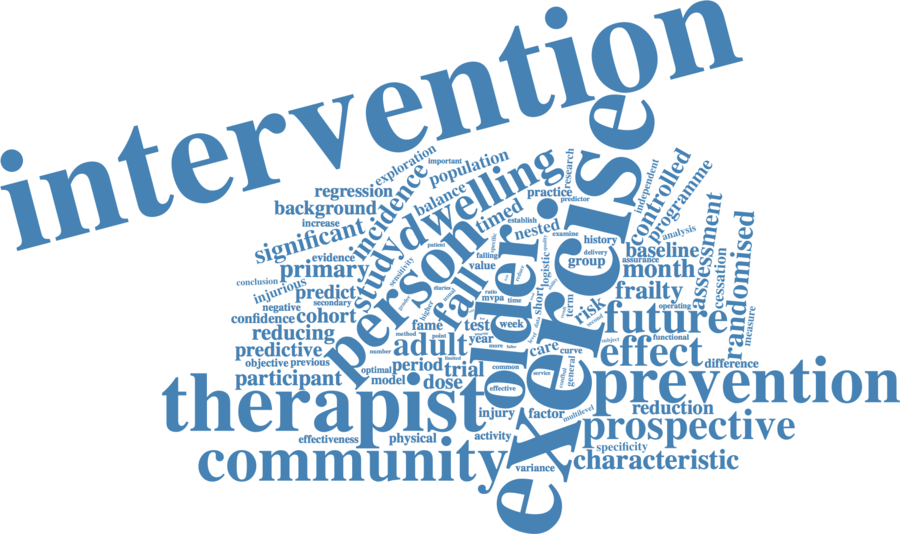 intervention
exercise
exploration
important
population
research
regression
incidence
balance
dwelling
practice
predictor
independent
controlled
programme
background
increase
timed
establish
nested
examine
history
analysis
significant
patient
specific
quality
delivery
baseline
assessment
evidence
study
person
falling
older
logistic
group
assurance
primary
sensitivity
value
month
cessation
randomised
conclusion
injurious
predict
diaries
fall
ratio
mvpa
time
short
term
risk
frailty
operating
measure
negative
secondary
gender
higher
confidence
cohort
fame
test
week
data
second
future
reducing
method
point
year
more
care
subject
functional
predictive
number
adult
curve
effect
objective
previous
limited
period
trial
common
service
general
difference
participant
optimal
model
dose
effective
prevention
therapist
injury
factor
multilevel
reduction
effectiveness
physical
activity
prospective
specificity
community
variance
characteristic